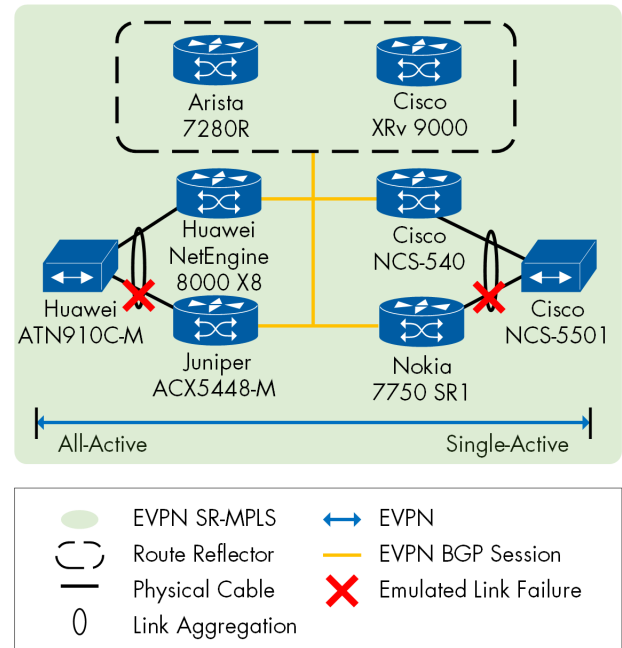 Arista
7280R
Cisco
XRv 9000
Huawei
NetEngine
8000 X8
Cisco
NCS-540
Huawei
ATN910C-M
Cisco
NCS-5501
Juniper
ACX5448-M
Nokia
7750 SR1
All-Active
Single-Active
EVPN SR-MPLS
EVPN
Route Reflector
EVPN BGP Session
Physical Cable
Emulated Link Failure
Link Aggregation